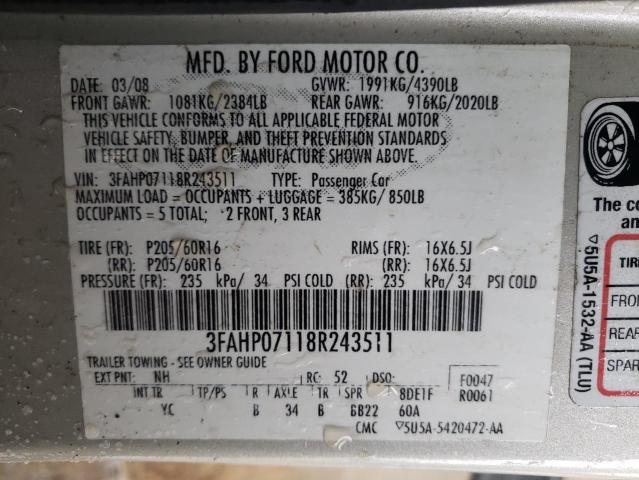 MFD. BY FORD MOTOR CO.
DATE: 03/08 GVWR: 1991KG/4390LB
FRONT GAWR: 1081KG/2384LB REAR GAWR: 916KG/2020LB
THIS VEHICLE CONFORMS TO ALL APPLICABLE FEDERAL MOTOR
VEHICLE SAFETY, BUMPER, AND THEFT PREVENTION STANDARDS
IN EFFECT ON THE DATE OF MANUFACTURE SHOWN ABOVE.
VIN: 3FAHP07118R243511 TYPE: Passenger Car
MAXIMUM LOAD = OCCUPANTS + LUGGAGE = 385KG/ 850LB
OCCUPANTS = 5 TOTAL; 2 FRONT, 3 REAR
TIRE (FR): P205/60R16 RIMS (FR): 16X6.5J
(RR): P205/60R16 (RR): 16X6.5J
PRESSURE (FR): 235 kPa/ 34 PSI COLD (RR): 235 kPa/ 34 PSI COLD
3FAHP07118R243511
TRAILER TOWING - SEE OWNER GUIDE
EXT PNT: NH RC: 52 DSO: F0047
INT TR TP/PS R AXLE TR SPR 8DE1F R0061
YC B 34 B BB22 60A
CMC ▽5U5A-5420472-AA
▽5U5A-1532-AA (TLU)
The ce
an
TIRE
FRO
REAR
SPAR